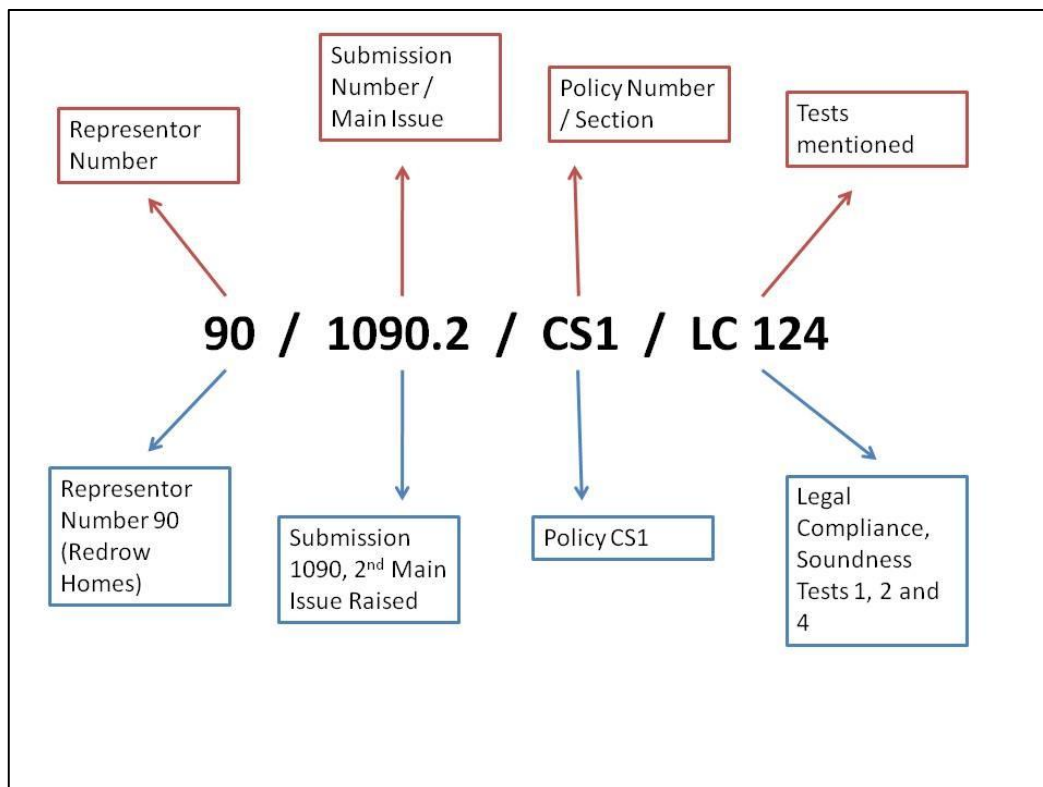 Representor
Number
Submission
Number /
Main Issue
Policy Number
/ Section
Tests
mentioned
90 / 1090.2 / CS1 / LC 124
Representor
Number 90
(Redrow
Homes)
Submission
1090, 2nd Main
Issue Raised
Policy CS1
Legal
Compliance,
Soundness
Tests 1, 2 and
4